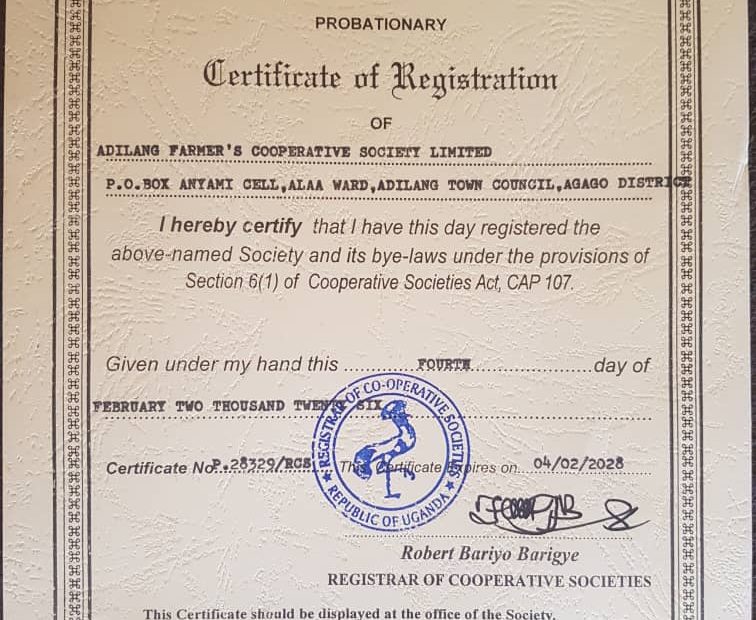 PROBATIONARY
Certificate of Registration
OF
ADILANG FARMER'S COOPERATIVE SOCIETY LIMITED
P.O.BOX ANYAMI CELL,ALAA WARD,ADILANG TOWN COUNCIL,AGAGO DISTRICT
I hereby certify that I have this day registered the
above-named Society and its bye-laws under the provisions of
Section 6(1) of Cooperative Societies Act, CAP 107.
Given under my hand this FOURTH day of
FEBRUARY TWO THOUSAND TWENTY SIX
Certificate No. P.28329/RCS This Certificate Expires on 04/02/2028
REGISTRAR OF CO-OPERATIVE SOCIETIES
REPUBLIC OF UGANDA
Robert Bariyo Barigye
REGISTRAR OF COOPERATIVE SOCIETIES
This Certificate should be displayed at the office of the Society.